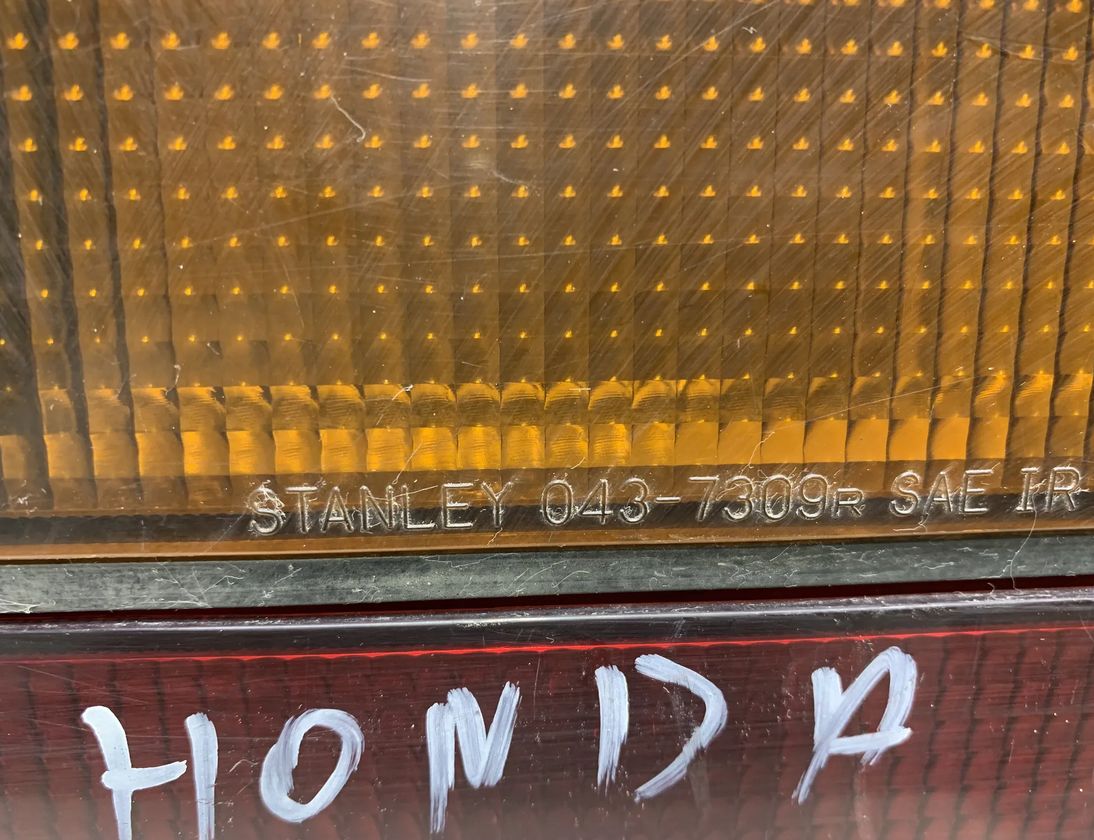 STANLEY 043-7309R SAE IR
HONDA